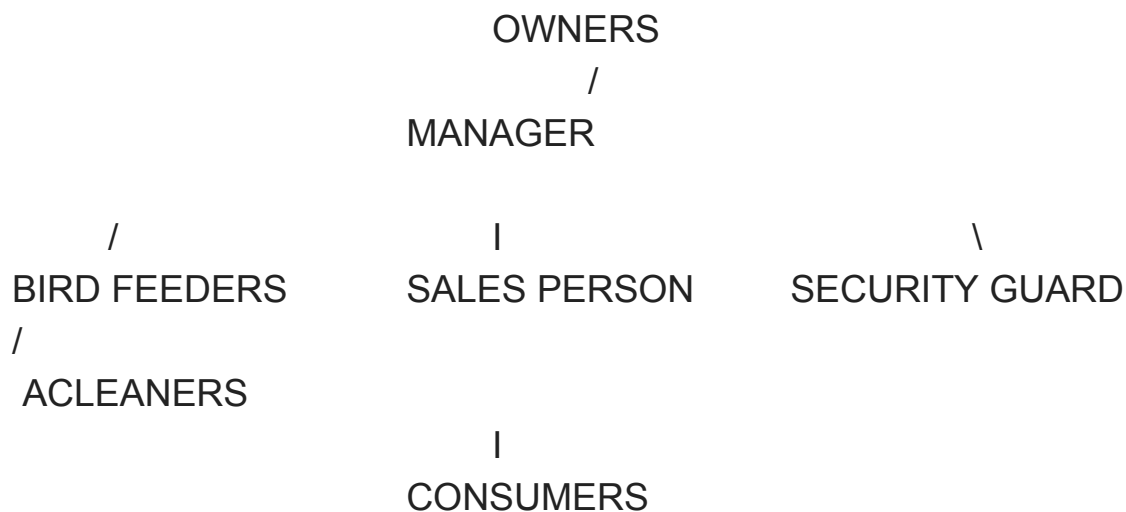 OWNERS
/
MANAGER
/ I \
BIRD FEEDERS SALES PERSON SECURITY GUARD
/
ACLEANERS
I
CONSUMERS